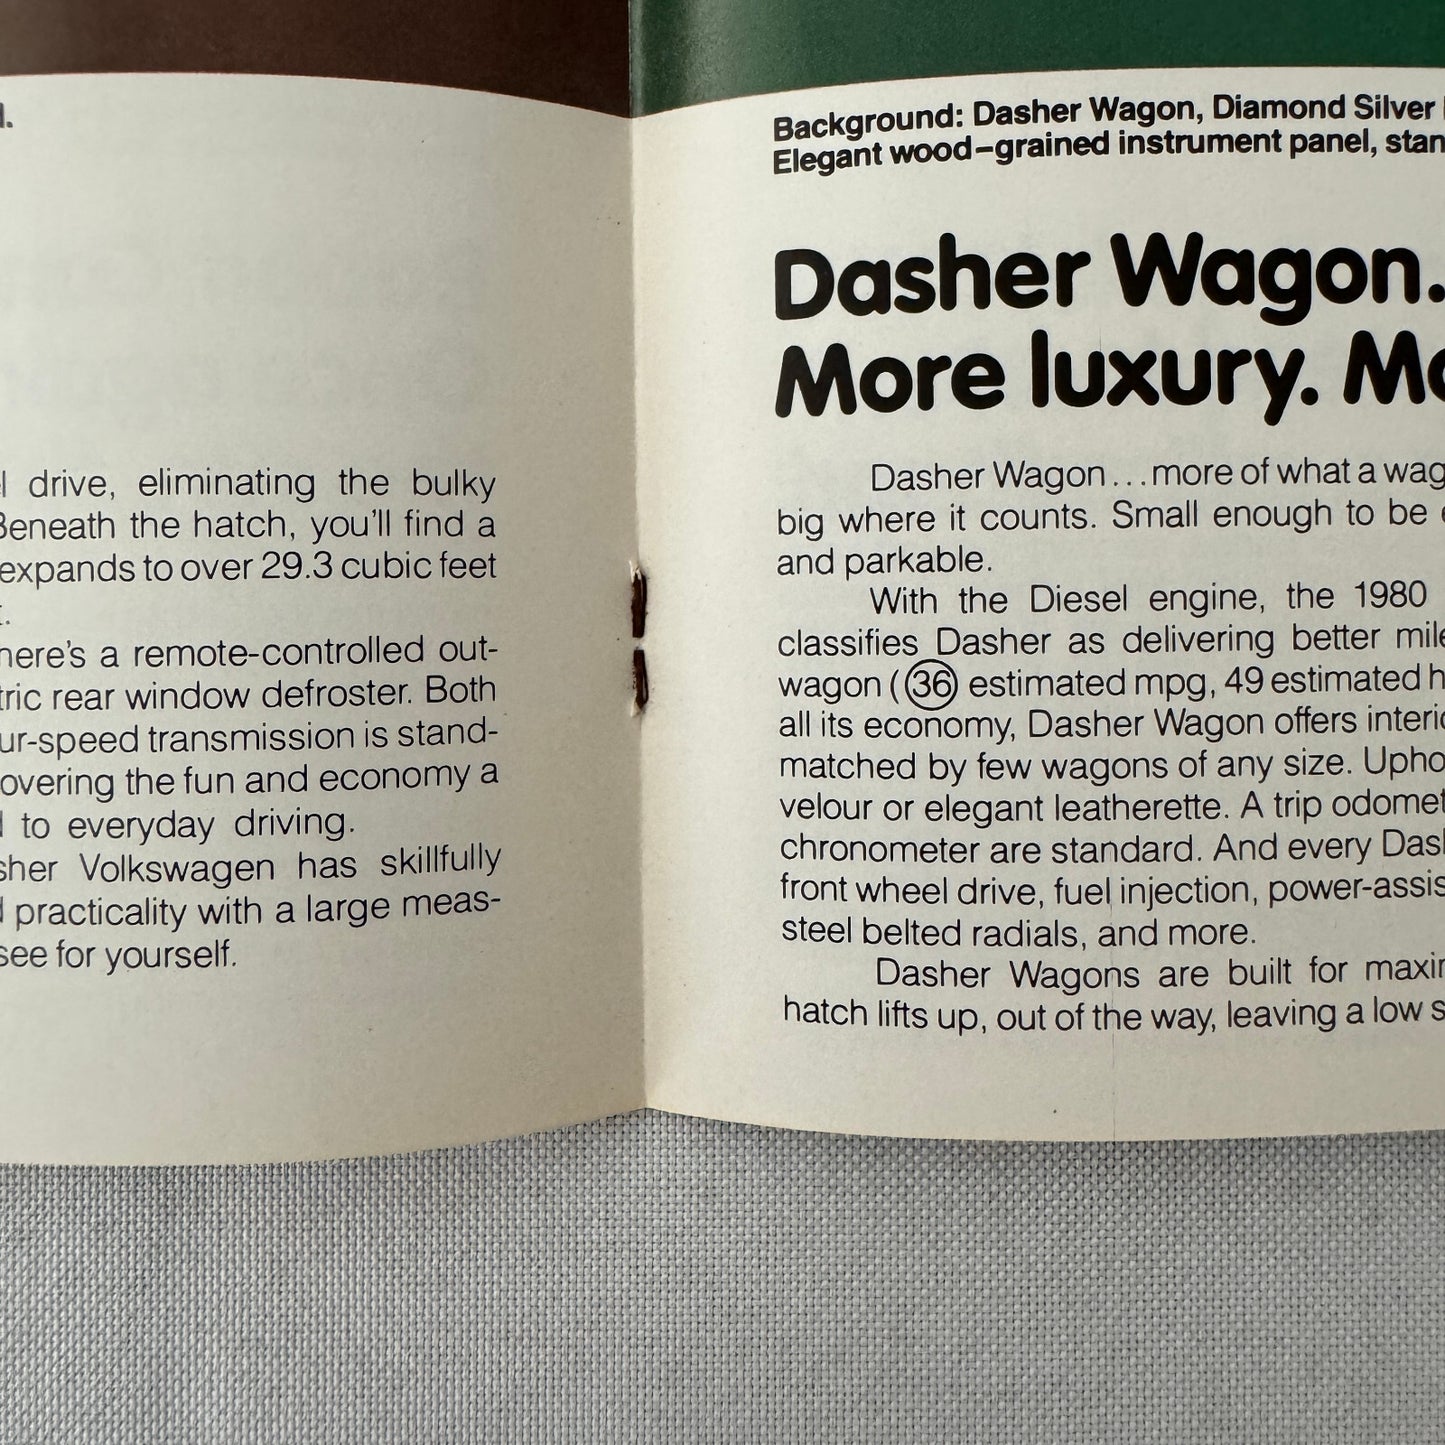 drive, eliminating the bulky
Beneath the hatch, you'll find a
expands to over 29.3 cubic feet
here's a remote-controlled out-
tric rear window defroster. Both
ur-speed transmission is stand-
overing the fun and economy a
to everyday driving.
sher Volkswagen has skillfully
practicality with a large meas-
see for yourself.
Background: Dasher Wagon, Diamond Silver
Elegant wood-grained instrument panel, stan
Dasher Wagon.
More luxury. Mo
Dasher Wagon...more of what a wag
big where it counts. Small enough to be
and parkable.
With the Diesel engine, the 1980
classifies Dasher as delivering better mile
wagon (36 estimated mpg, 49 estimated h
all its economy, Dasher Wagon offers interio
matched by few wagons of any size. Upho
velour or elegant leatherette. A trip odomet
chronometer are standard. And every Dash
front wheel drive, fuel injection, power-assis
steel belted radials, and more.
Dasher Wagons are built for maxim
hatch lifts up, out of the way, leaving a low s